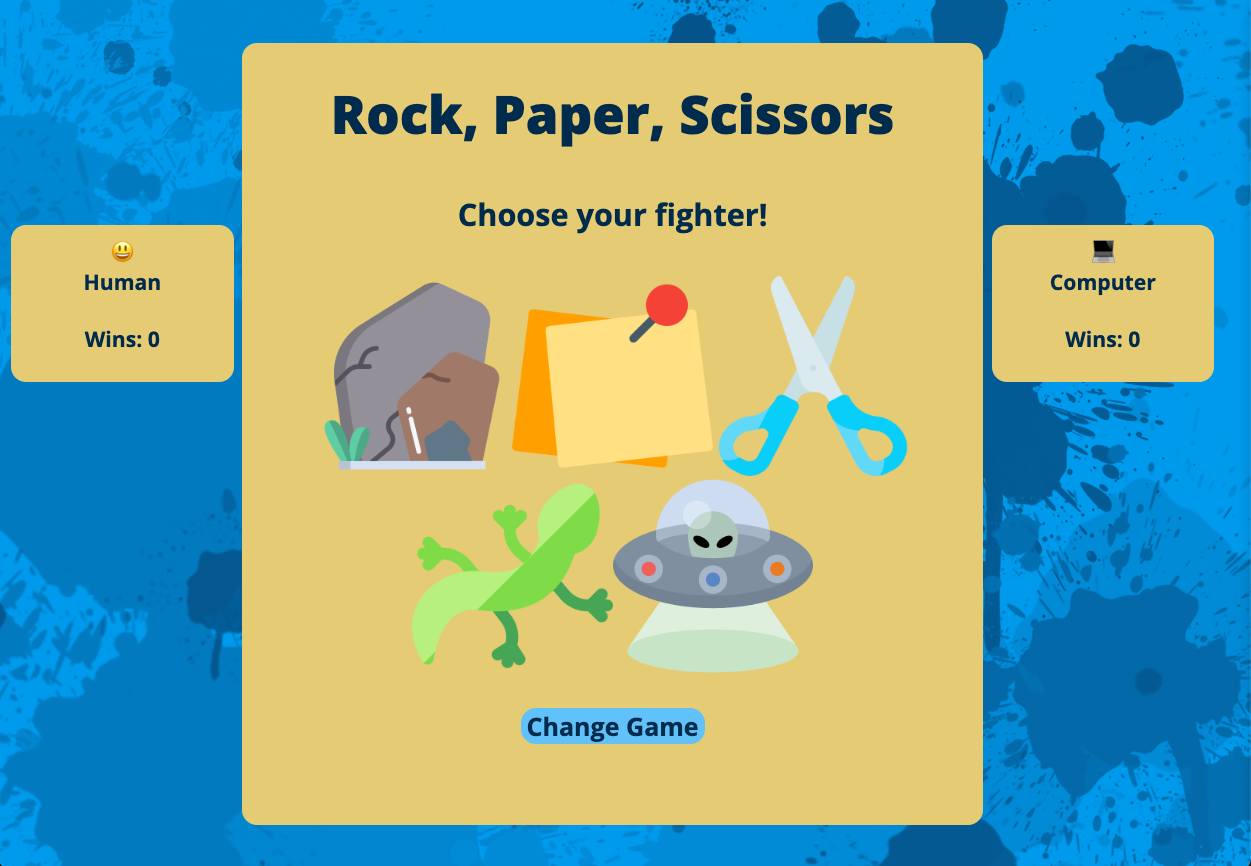 Rock, Paper, Scissors
Choose your fighter!
Human
Wins: 0
Computer
Wins: 0
Change Game